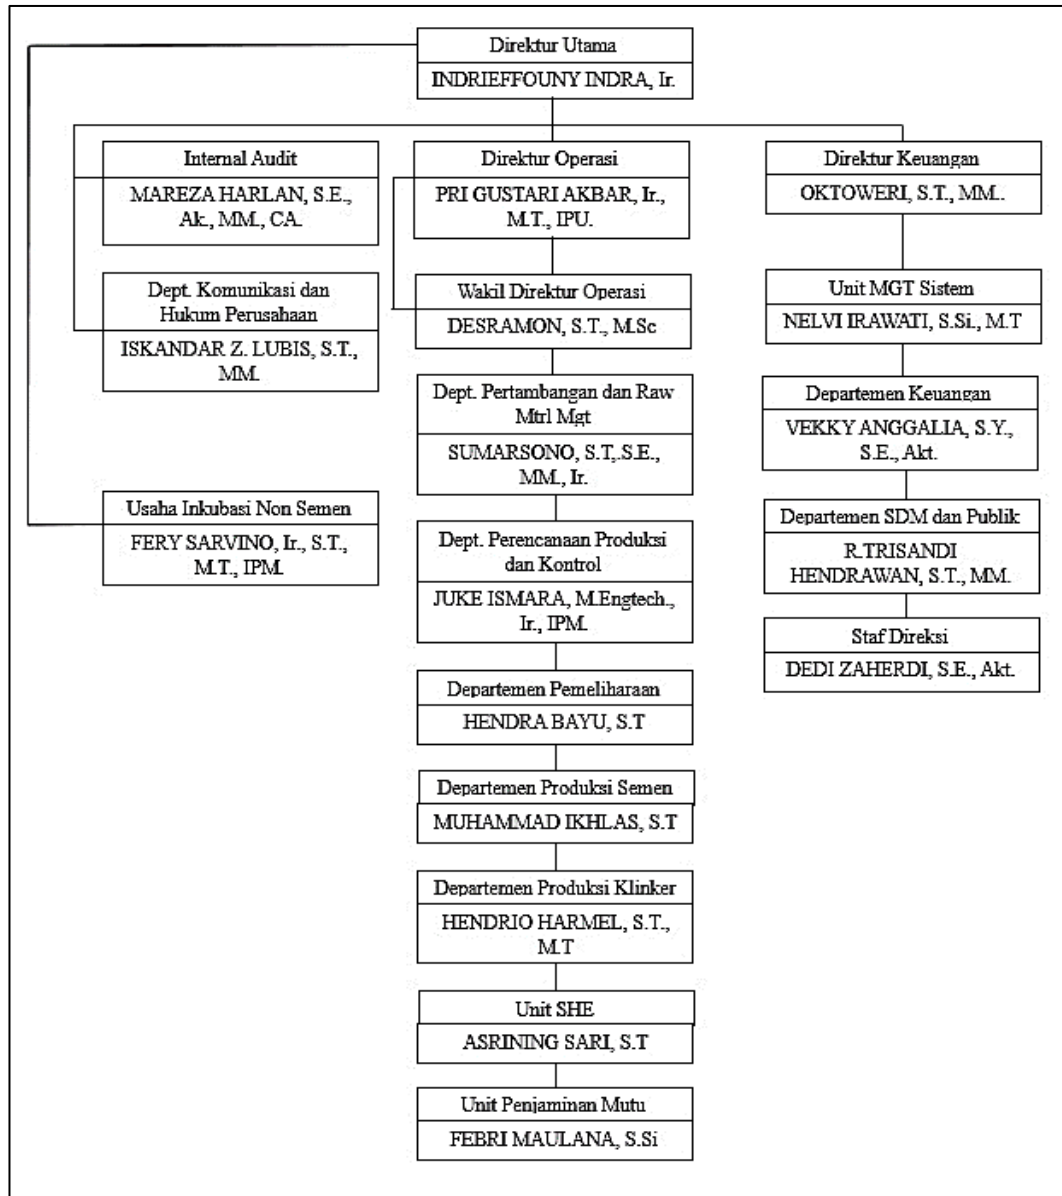 Direktur Utama
INDRIEFFOUNY INDRA, Ir.
Internal Audit
MAREZA HARLAN, S.E.,
Ak., MM., CA.
Dept. Komunikasi dan
Hukum Perusahaan
ISKANDAR Z. LUBIS, S.T.,
MM.
Usaha Inkubasi Non Semen
FERY SARVINO, Ir., S.T.,
M.T., IPM.
Direktur Operasi
PRI GUSTARI AKBAR, Ir.,
M.T., IPU.
Wakil Direktur Operasi
DESRAMON, S.T., M.Sc
Dept. Pertambangan dan Raw
Mtrl Mgt
SUMARSONO, S.T,.S.E.,
MM., Ir.
Dept. Perencanaan Produksi
dan Kontrol
JUKE ISMARA, M.Engtech.,
Ir., IPM.
Departemen Pemeliharaan
HENDRA BAYU, S.T
Departemen Produksi Semen
MUHAMMAD IKHLAS, S.T
Departemen Produksi Klinker
HENDRIO HARMEL, S.T.,
M.T
Unit SHE
ASRINING SARI, S.T
Unit Penjaminan Mutu
FEBRI MAULANA, S.Si
Direktur Keuangan
OKTOWERI, S.T., MM..
Unit MGT Sistem
NELVI IRAWATI, S.Si., M.T
Departemen Keuangan
VEKKY ANGGALIA, S.Y.,
S.E., Akt.
Departemen SDM dan Publik
R.TRISANDI
HENDRAWAN, S.T., MM.
Staf Direksi
DEDI ZAHERDI, S.E., Akt.